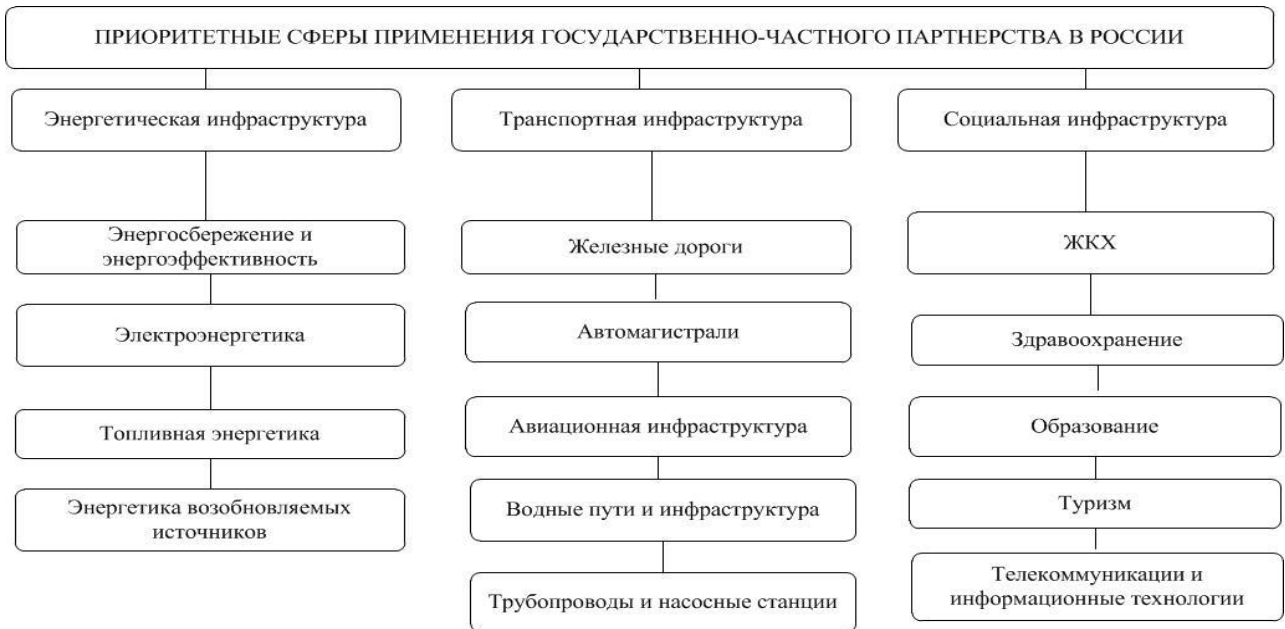 ПРИОРИТЕТНЫЕ СФЕРЫ ПРИМЕНЕНИЯ ГОСУДАРСТВЕННО-ЧАСТНОГО ПАРТНЕРСТВА В РОССИИ
Энергетическая инфраструктура
Энергосбережение и
энергоэффективность
Электроэнергетика
Топливная энергетика
Энергетика возобновляемых
источников
Транспортная инфраструктура
Железные дороги
Автомагистрали
Авиационная инфраструктура
Водные пути и инфраструктура
Трубопроводы и насосные станции
Социальная инфраструктура
ЖКХ
Здравоохранение
Образование
Туризм
Телекоммуникации и
информационные технологии